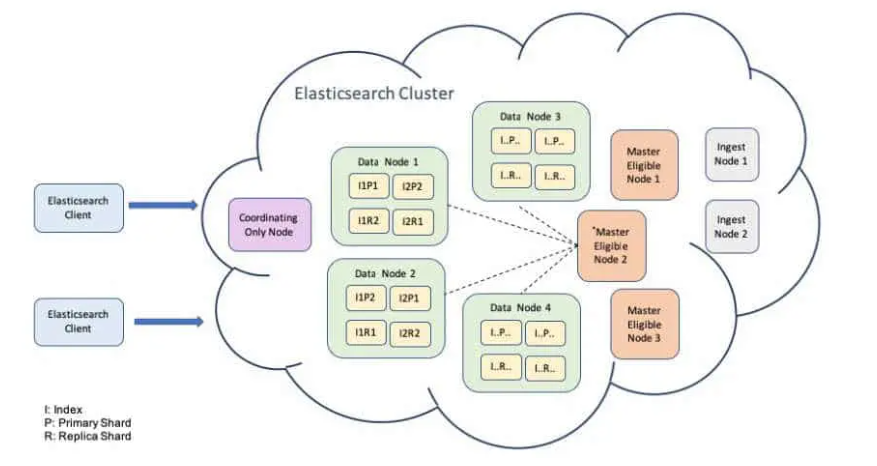 Elasticsearch Cluster
Elasticsearch
Client
Elasticsearch
Client
Coordinating
Only Node
Data Node 1
I1P1 I2P2
I1R2 I2R1
Data Node 2
I1P2 I2P1
I1R1 I2R2
Data Node 3
I..P.. I..P..
I..R.. I..R..
Data Node 4
I..P.. I..P..
I..R.. I..R..
Master
Eligible
Node 1
*Master
Eligible
Node 2
Master
Eligible
Node 3
Ingest
Node 1
Ingest
Node 2
I: Index
P: Primary Shard
R: Replica Shard